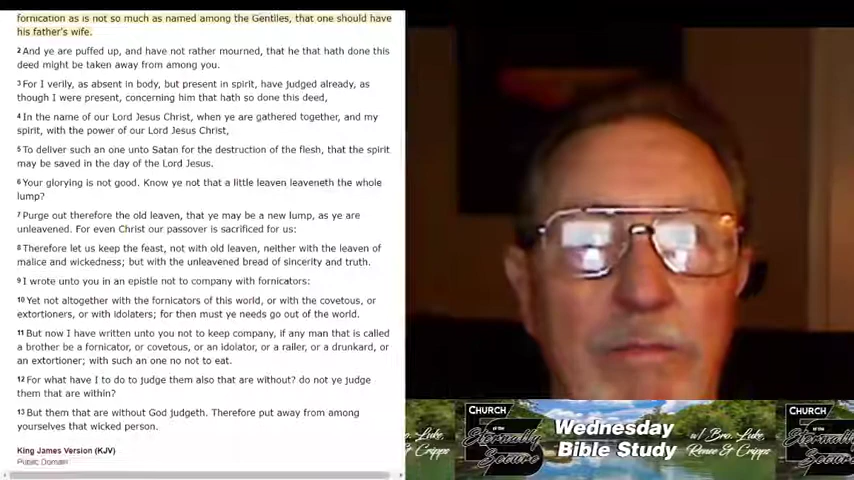 fornication as is not so much as named among the Gentiles, that one should have
his father's wife.
2 And ye are puffed up, and have not rather mourned, that he that hath done this
deed might be taken away from among you.
3 For I verily, as absent in body, but present in spirit, have judged already, as
though I were present, concerning him that hath so done this deed,
4 In the name of our Lord Jesus Christ, when ye are gathered together, and my
spirit, with the power of our Lord Jesus Christ,
5 To deliver such an one unto Satan for the destruction of the flesh, that the spirit
may be saved in the day of the Lord Jesus.
6 Your glorying is not good. Know ye not that a little leaven leaveneth the whole
lump?
7 Purge out therefore the old leaven, that ye may be a new lump, as ye are
unleavened. For even Christ our passover is sacrificed for us:
8 Therefore let us keep the feast, not with old leaven, neither with the leaven of
malice and wickedness; but with the unleavened bread of sincerity and truth.
9 I wrote unto you in an epistle not to company with fornicators:
10 Yet not altogether with the fornicators of this world, or with the covetous, or
extortioners, or with idolaters; for then must ye needs go out of the world.
11 But now I have written unto you not to keep company, if any man that is called
a brother be a fornicator, or covetous, or an idolator, or a railer, or a drunkard, or
an extortioner; with such an one no not to eat.
12 For what have I to do to judge them also that are without? do not ye judge
them that are within?
13 But them that are without God judgeth. Therefore put away from among
yourselves that wicked person.
King James Version (KJV)
Public Domain
o. Luke,
& Cripps
CHURCH
of the
Eternally
Secure
Wednesday
Bible Study
w/ Bro. Luke,
Renee & Cripps
CHURCH
of the
Eternally
Secure